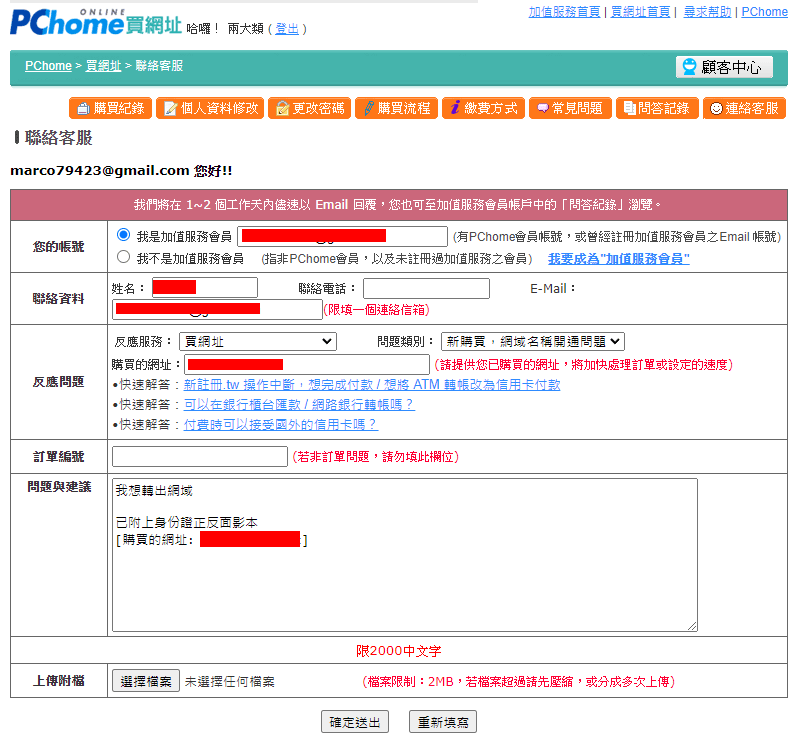 加值服務首頁 | 買網址首頁 | 尋求幫助 | PChome
PChome ONLINE 買網址 哈囉！ 兩大類 ( 登出 )
PChome > 買網址 > 聯絡客服
顧客中心
購買紀錄 個人資料修改 更改密碼 購買流程 繳費方式 常見問題 問答記錄 連絡客服
聯絡客服
marco79423@gmail.com 您好!!
我們將在 1~2 個工作天內儘速以 Email 回覆，您也可至加值服務會員帳戶中的「問答紀錄」瀏覽。
您的帳號
我是加值服務會員 (有PChome會員帳號，或曾經註冊加值服務會員之Email 帳號)
我不是加值服務會員 (指非PChome會員，以及未註冊過加值服務之會員) 我要成為"加值服務會員"
聯絡資料
姓名： 聯絡電話： E-Mail：
(限填一個連絡信箱)
反應問題
反應服務： 買網址 問題類別： 新購買，網域名稱開通問題
購買的網址： (請提供您已購買的網址，將加快處理訂單或設定的速度)
•快速解答：新註冊.tw 操作中斷，想完成付款 / 想將 ATM 轉帳改為信用卡付款
•快速解答：可以在銀行櫃台匯款 / 網路銀行轉帳嗎？
•快速解答：付費時可以接受國外的信用卡嗎？
訂單編號 (若非訂單問題，請勿填此欄位)
問題與建議
我想轉出網域
已附上身份證正反面影本
[購買的網址: ]
限2000中文字
上傳附檔 選擇檔案 未選擇任何檔案 (檔案限制：2MB，若檔案超過請先壓縮，或分成多次上傳)
確定送出 重新填寫